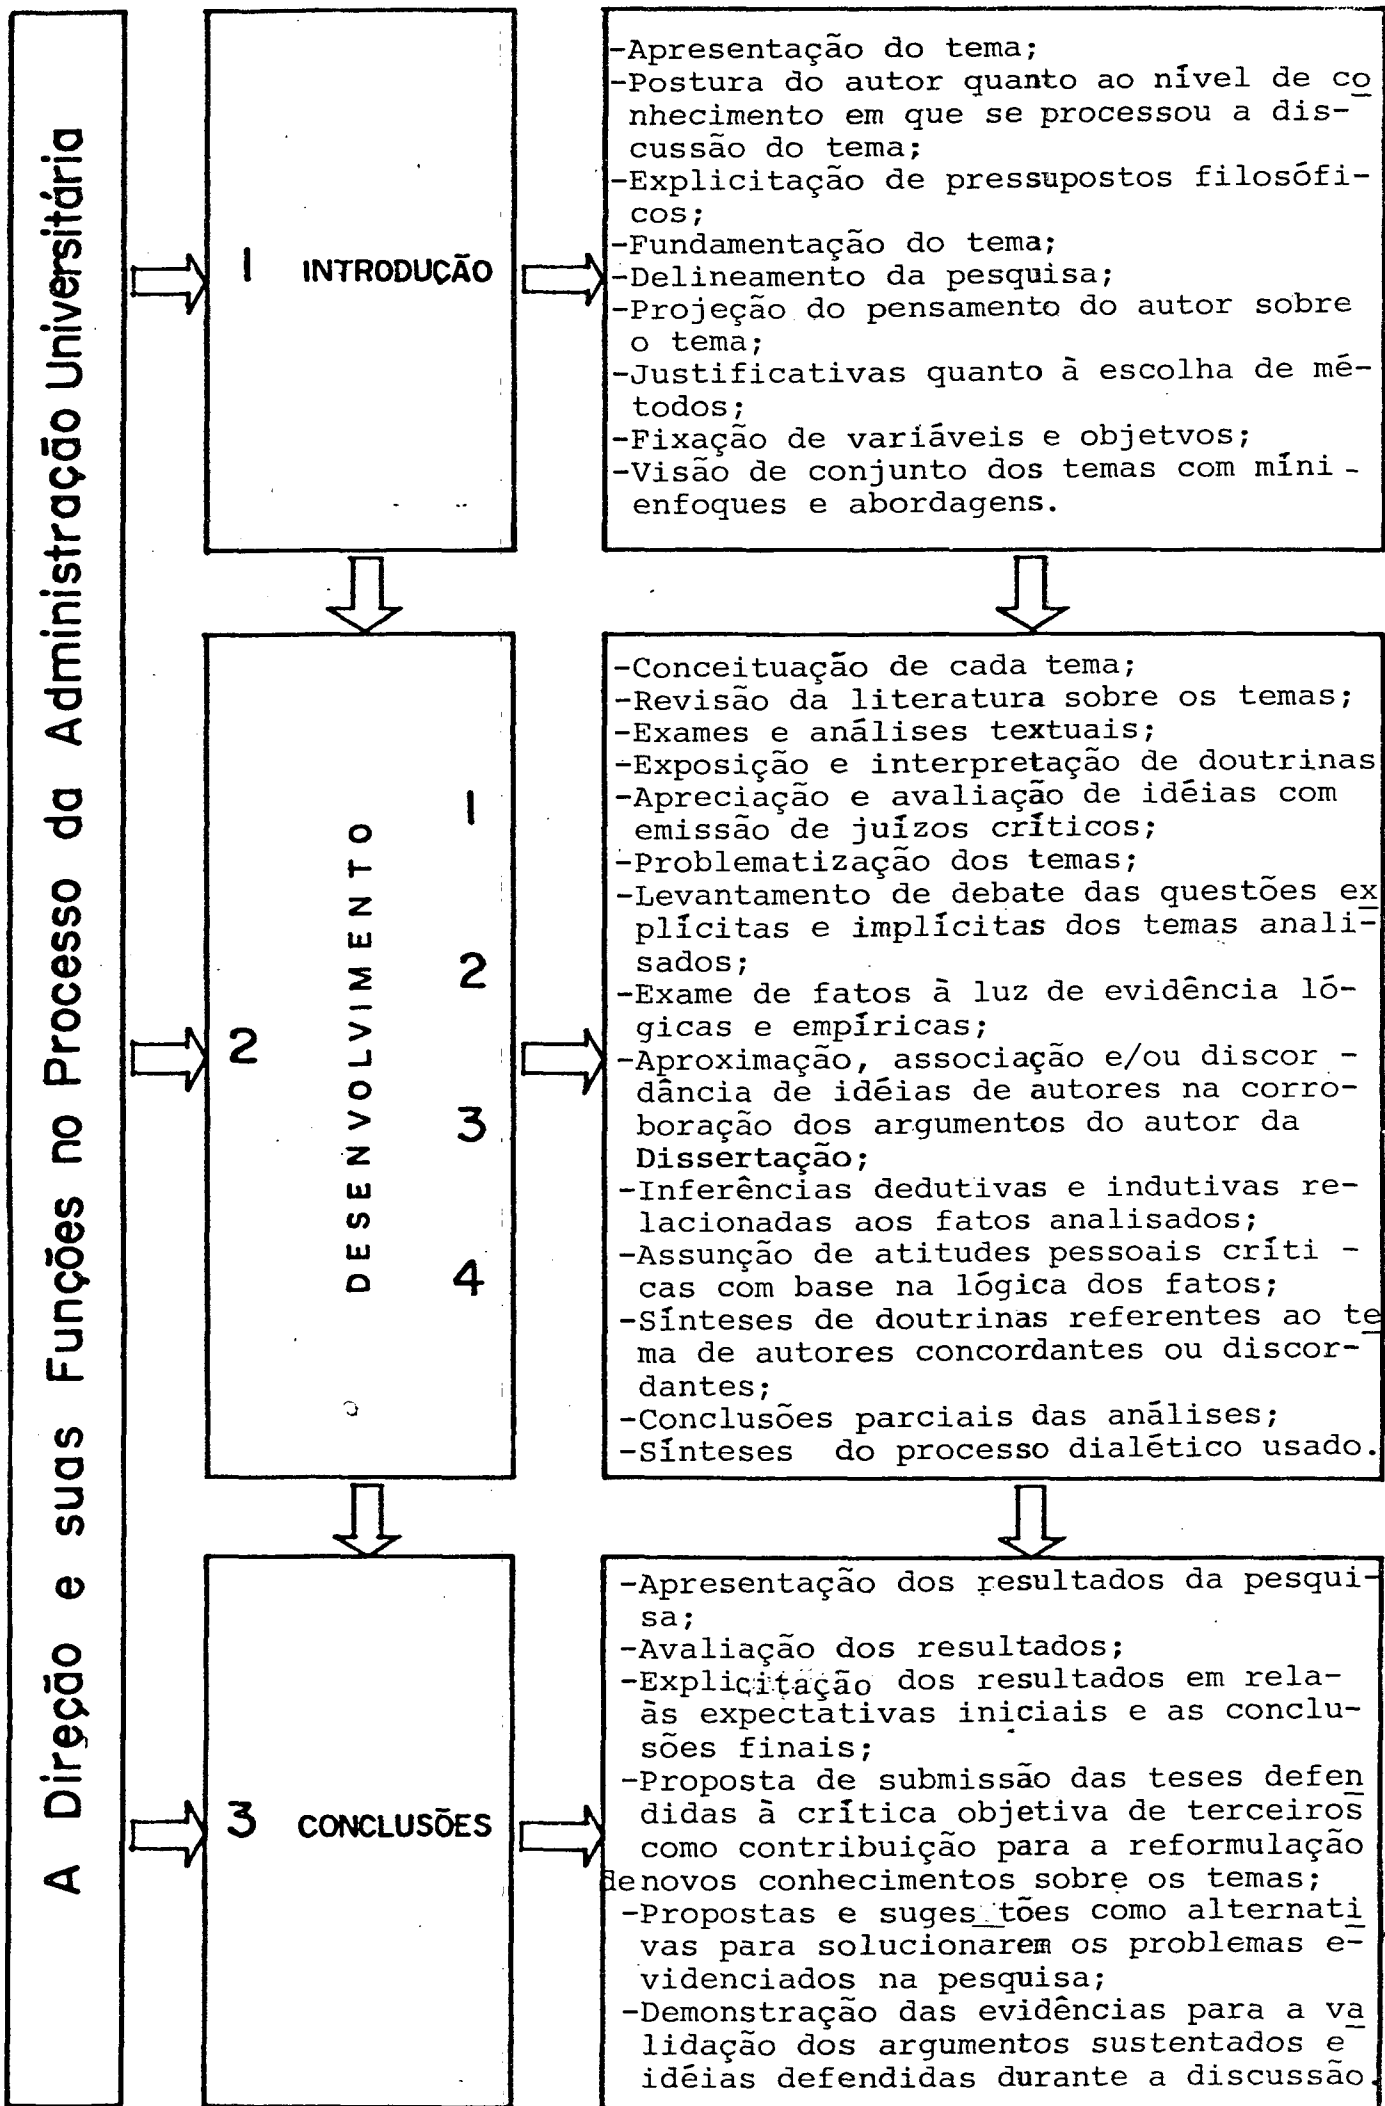 A Direção e suas Funções no Processo da Administração Universitária
1 INTRODUÇÃO
-Apresentação do tema;
-Postura do autor quanto ao nível de co
nhecimento em que se processou a dis-
cussão do tema;
-Explicitação de pressupostos filosófi-
cos;
-Fundamentação do tema;
-Delineamento da pesquisa;
-Projeção do pensamento do autor sobre
o tema;
-Justificativas quanto à escolha de mé-
todos;
-Fixação de variáveis e objetvos;
-Visão de conjunto dos temas com míni -
enfoques e abordagens.
2 DESENVOLVIMENTO
1
2
3
4
-Conceituação de cada tema;
-Revisão da literatura sobre os temas;
-Exames e análises textuais;
-Exposição e interpretação de doutrinas
-Apreciação e avaliação de idéias com
emissão de juízos críticos;
-Problematização dos temas;
-Levantamento de debate das questões ex
plícitas e implícitas dos temas anali-
sados;
-Exame de fatos à luz de evidência ló-
gicas e empíricas;
-Aproximação, associação e/ou discor -
dância de idéias de autores na corro-
boração dos argumentos do autor da
Dissertação;
-Inferências dedutivas e indutivas re-
lacionadas aos fatos analisados;
-Assunção de atitudes pessoais críti -
cas com base na lógica dos fatos;
-Sínteses de doutrinas referentes ao te
ma de autores concordantes ou discor-
dantes;
-Conclusões parciais das análises;
-Sínteses do processo dialético usado.
3 CONCLUSÕES
-Apresentação dos resultados da pesqui-
sa;
-Avaliação dos resultados;
-Explicitação dos resultados em rela-
às expectativas iniciais e as conclu-
sões finais;
-Proposta de submissão das teses defen
didas à crítica objetiva de terceiros
como contribuição para a reformulação
de novos conhecimentos sobre os temas;
-Propostas e suges tões como alternati
vas para solucionarem os problemas e-
videnciados na pesquisa;
-Demonstração das evidências para a va
lidação dos argumentos sustentados e
idéias defendidas durante a discussão.